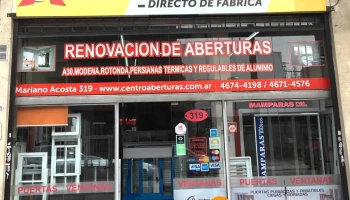 DIRECTO DE FABRICA
RENOVACION DE ABERTURAS
A30.MODENA.ROTONDA.PERSIANAS TERMICAS Y REGULABLES DE ALUMINIO
Mariano Acosta 319 - www.centroaberturas.com.ar - 4674-4198 / 4671-4576
319
MAMPARAS
MAMPARAS
VISA
PUERTAS VENTANAS
PUERTAS VENTANAS